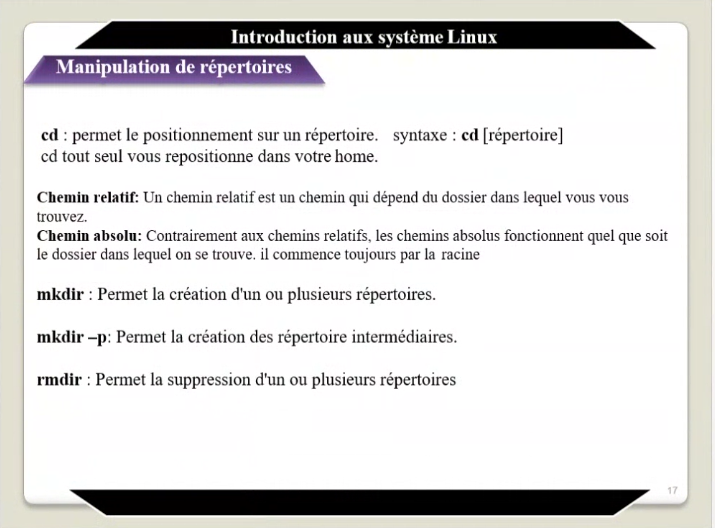 Introduction aux système Linux
Manipulation de répertoires
cd : permet le positionnement sur un répertoire. syntaxe : cd [répertoire]
cd tout seul vous repositionne dans votre home.
Chemin relatif: Un chemin relatif est un chemin qui dépend du dossier dans lequel vous vous
trouvez.
Chemin absolu: Contrairement aux chemins relatifs, les chemins absolus fonctionnent quel que soit
le dossier dans lequel on se trouve. il commence toujours par la racine
mkdir : Permet la création d'un ou plusieurs répertoires.
mkdir –p: Permet la création des répertoire intermédiaires.
rmdir : Permet la suppression d'un ou plusieurs répertoires
17